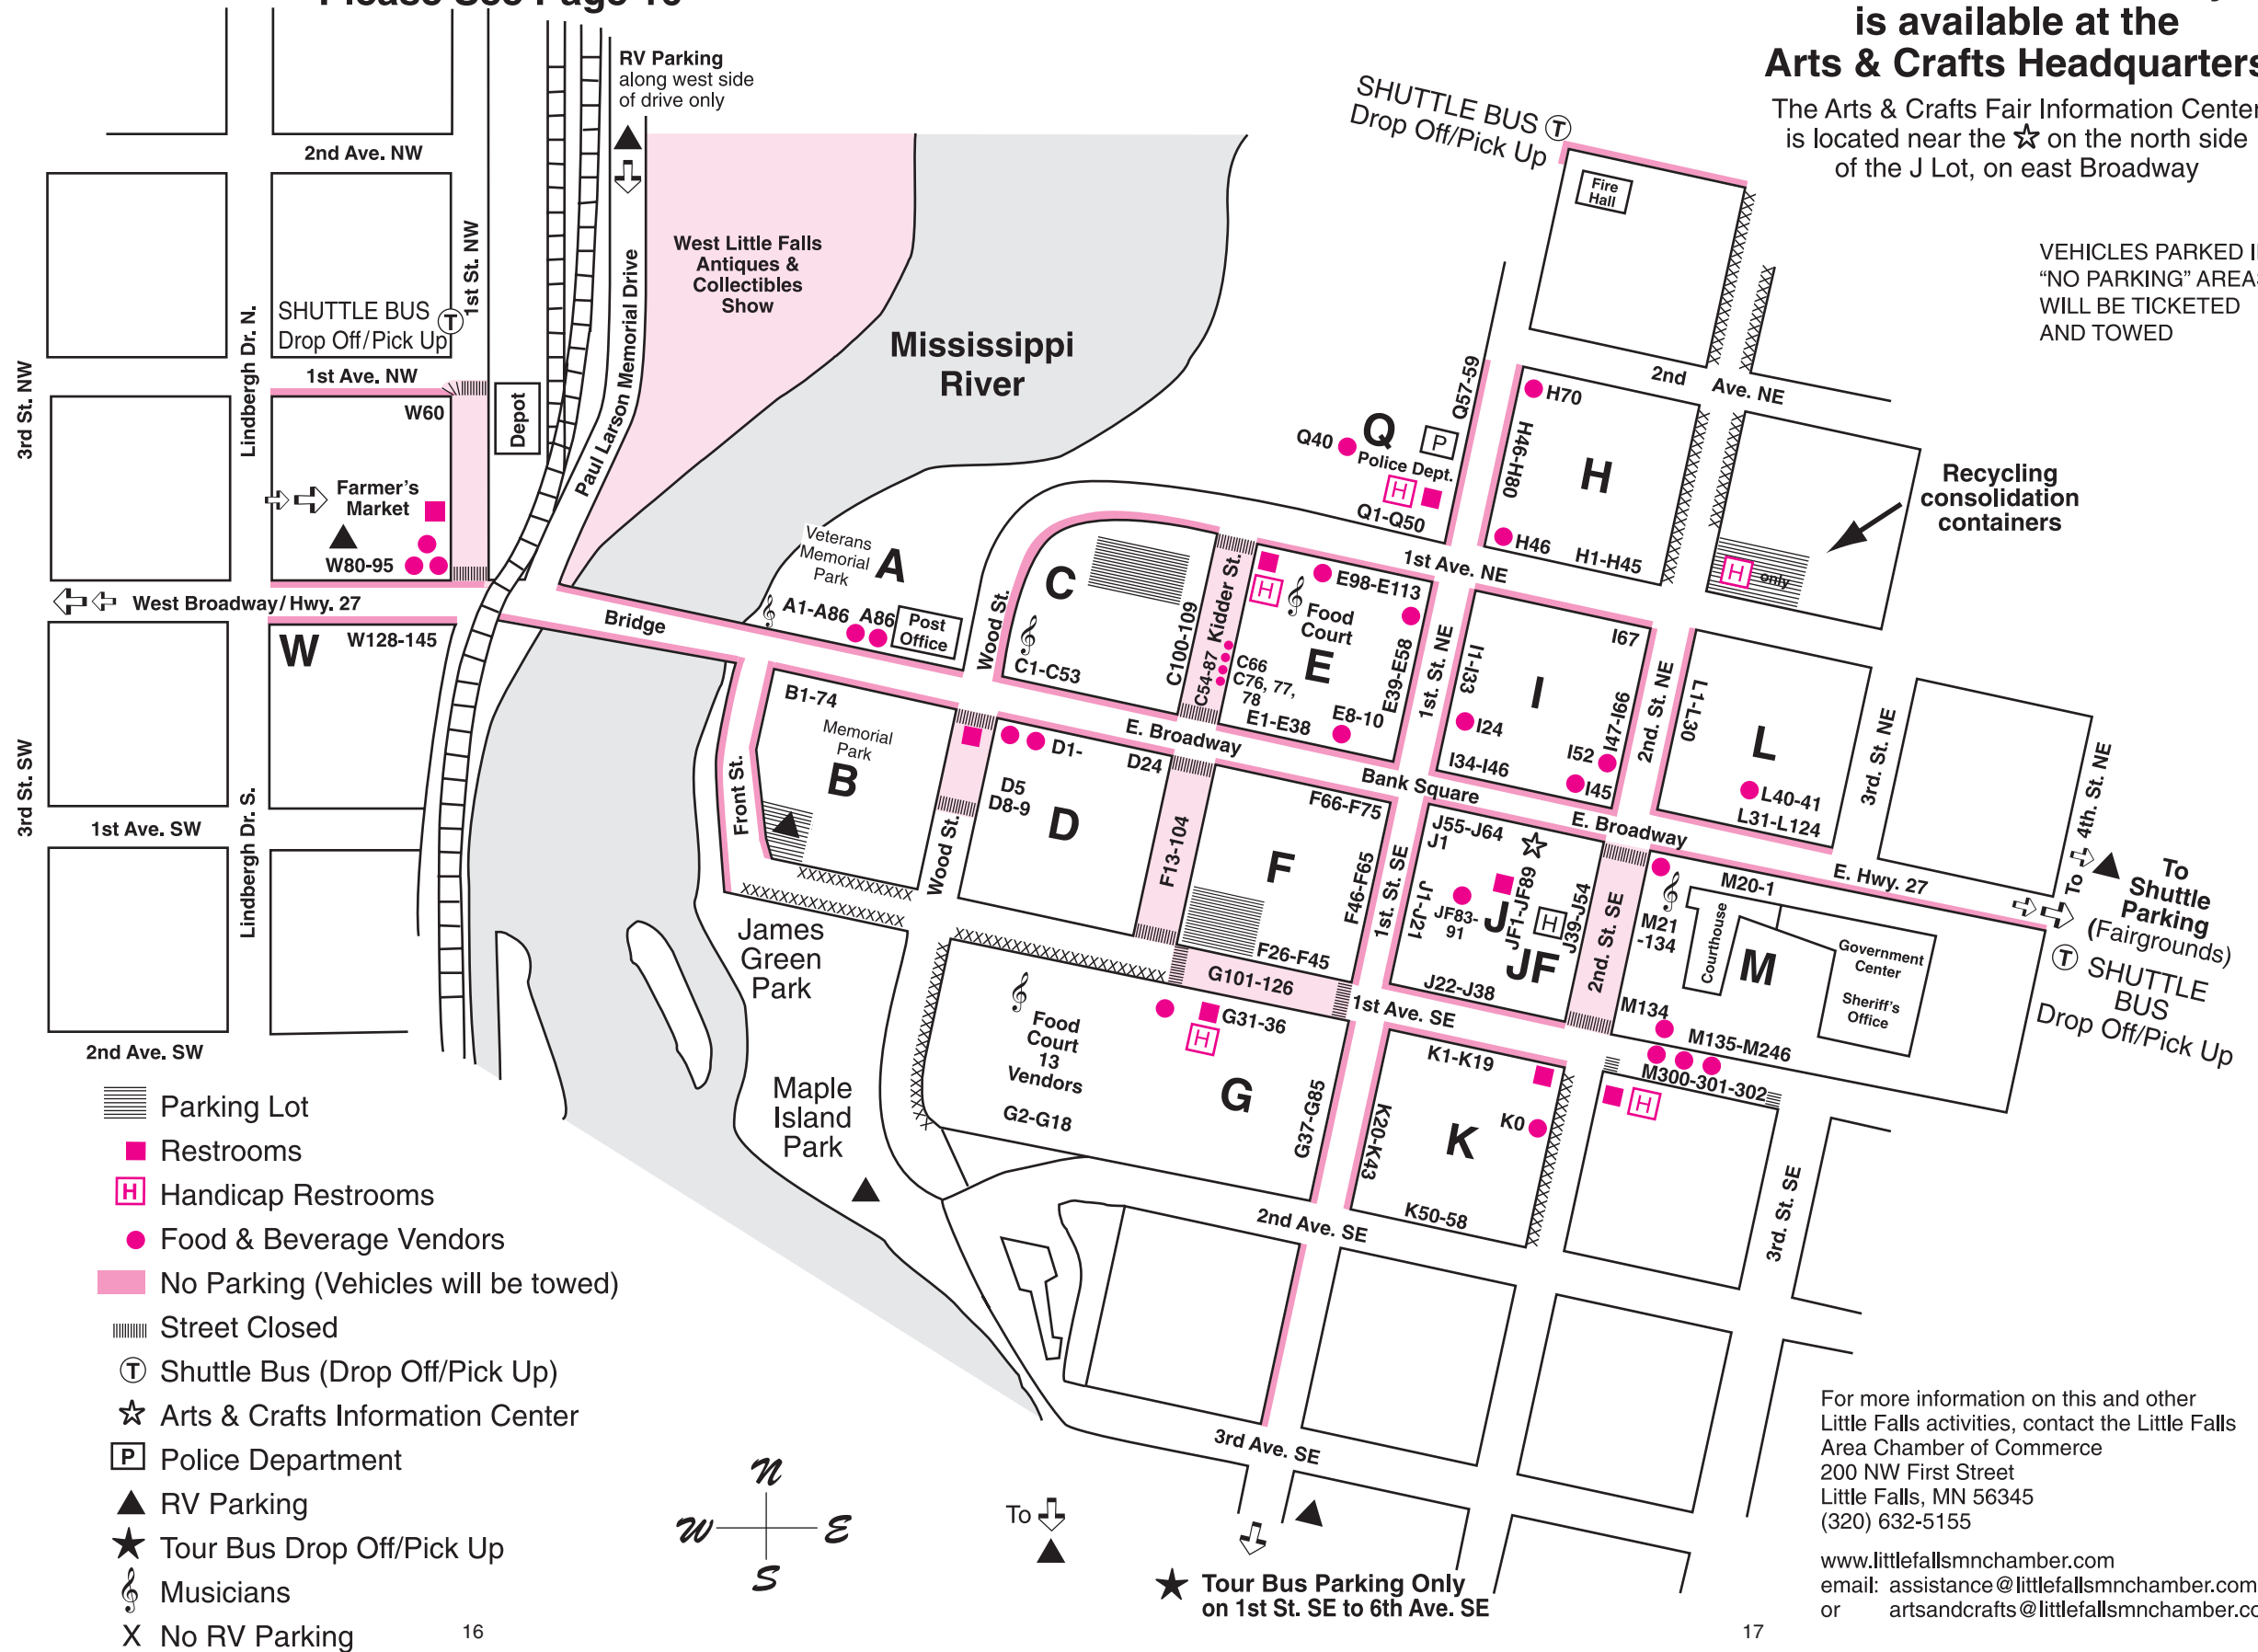 is available at the
Arts & Crafts Headquarters
The Arts & Crafts Fair Information Center
is located near the ☆ on the north side
of the J Lot, on east Broadway
VEHICLES PARKED
"NO PARKING" AREAS
WILL BE TICKETED
AND TOWED
RV Parking
along west side
of drive only
SHUTTLE BUS T
Drop Off/Pick Up
Fire
Hall
2nd Ave. NW
1st St. NW
West Little Falls
Antiques &
Collectibles
Show
Paul Larson Memorial Drive
SHUTTLE BUS
Drop Off/Pick Up
T
Lindbergh Dr. N.
3rd St. NW
1st Ave. NW
W60
Depot
Mississippi
River
Farmer's
Market
W80-95
West Broadway/Hwy. 27
W
W128-145
Bridge
3rd St. SW
Lindbergh Dr. S.
1st Ave. SW
2nd Ave. SW
Veterans
Memorial
Park
A
A1-A86
A86
Post
Office
Wood St.
C
C1-C53
C100-109
Kidder St.
C54-87
C66
C76, 77,
78
Q57-59
Q40
Q
P
Police Dept.
H
Q1-Q50
2nd Ave. NE
H70
H46-H80
H
H46
H1-H45
Recycling
consolidation
containers
H only
1st Ave. NE
H
E98-E113
Food
Court
E
E39-E58
E8-10
E1-E38
1st. St. NE
I67
I1-I33
I
I24
I47-I66
I52
I45
I34-I46
2nd. St. NE
L1-L30
L
L40-41
L31-L124
3rd. St. NE
To 4th. St. NE
To
Shuttle
Parking
(Fairgrounds)
T SHUTTLE
BUS
Drop Off/Pick Up
B1-74
Memorial
Park
B
Front St.
E. Broadway
Bank Square
E. Broadway
E. Hwy. 27
D1-
D24
D5
D8-9
D
Wood St.
F13-104
F66-F75
F
F46-F65
F26-F45
1st. St. SE
J55-J64
J1
J1-J21
JF83-
91
J
JF1-JF89
H
JF
J39-J54
J22-J38
2nd. St. SE
M20-1
M21
-134
Courthouse
M
Government
Center
Sheriff's
Office
M134
M135-M246
M300-301-302
H
James
Green
Park
Maple
Island
Park
G101-126
Food
Court
13
Vendors
G31-36
H
G
G2-G18
G37-G85
1st Ave. SE
K1-K19
K0
K
K20-K43
K50-58
3rd. St. SE
2nd Ave. SE
3rd Ave. SE
Parking Lot
Restrooms
H Handicap Restrooms
Food & Beverage Vendors
No Parking (Vehicles will be towed)
Street Closed
T Shuttle Bus (Drop Off/Pick Up)
Arts & Crafts Information Center
P Police Department
RV Parking
Tour Bus Drop Off/Pick Up
Musicians
X No RV Parking
N
W E
S
To
Tour Bus Parking Only
on 1st St. SE to 6th Ave. SE
For more information on this and other
Little Falls activities, contact the Little Falls
Area Chamber of Commerce
200 NW First Street
Little Falls, MN 56345
(320) 632-5155
www.littlefallsmnchamber.com
email: assistance@littlefallsmnchamber.com
or artsandcrafts@littlefallsmnchamber.co
16
17